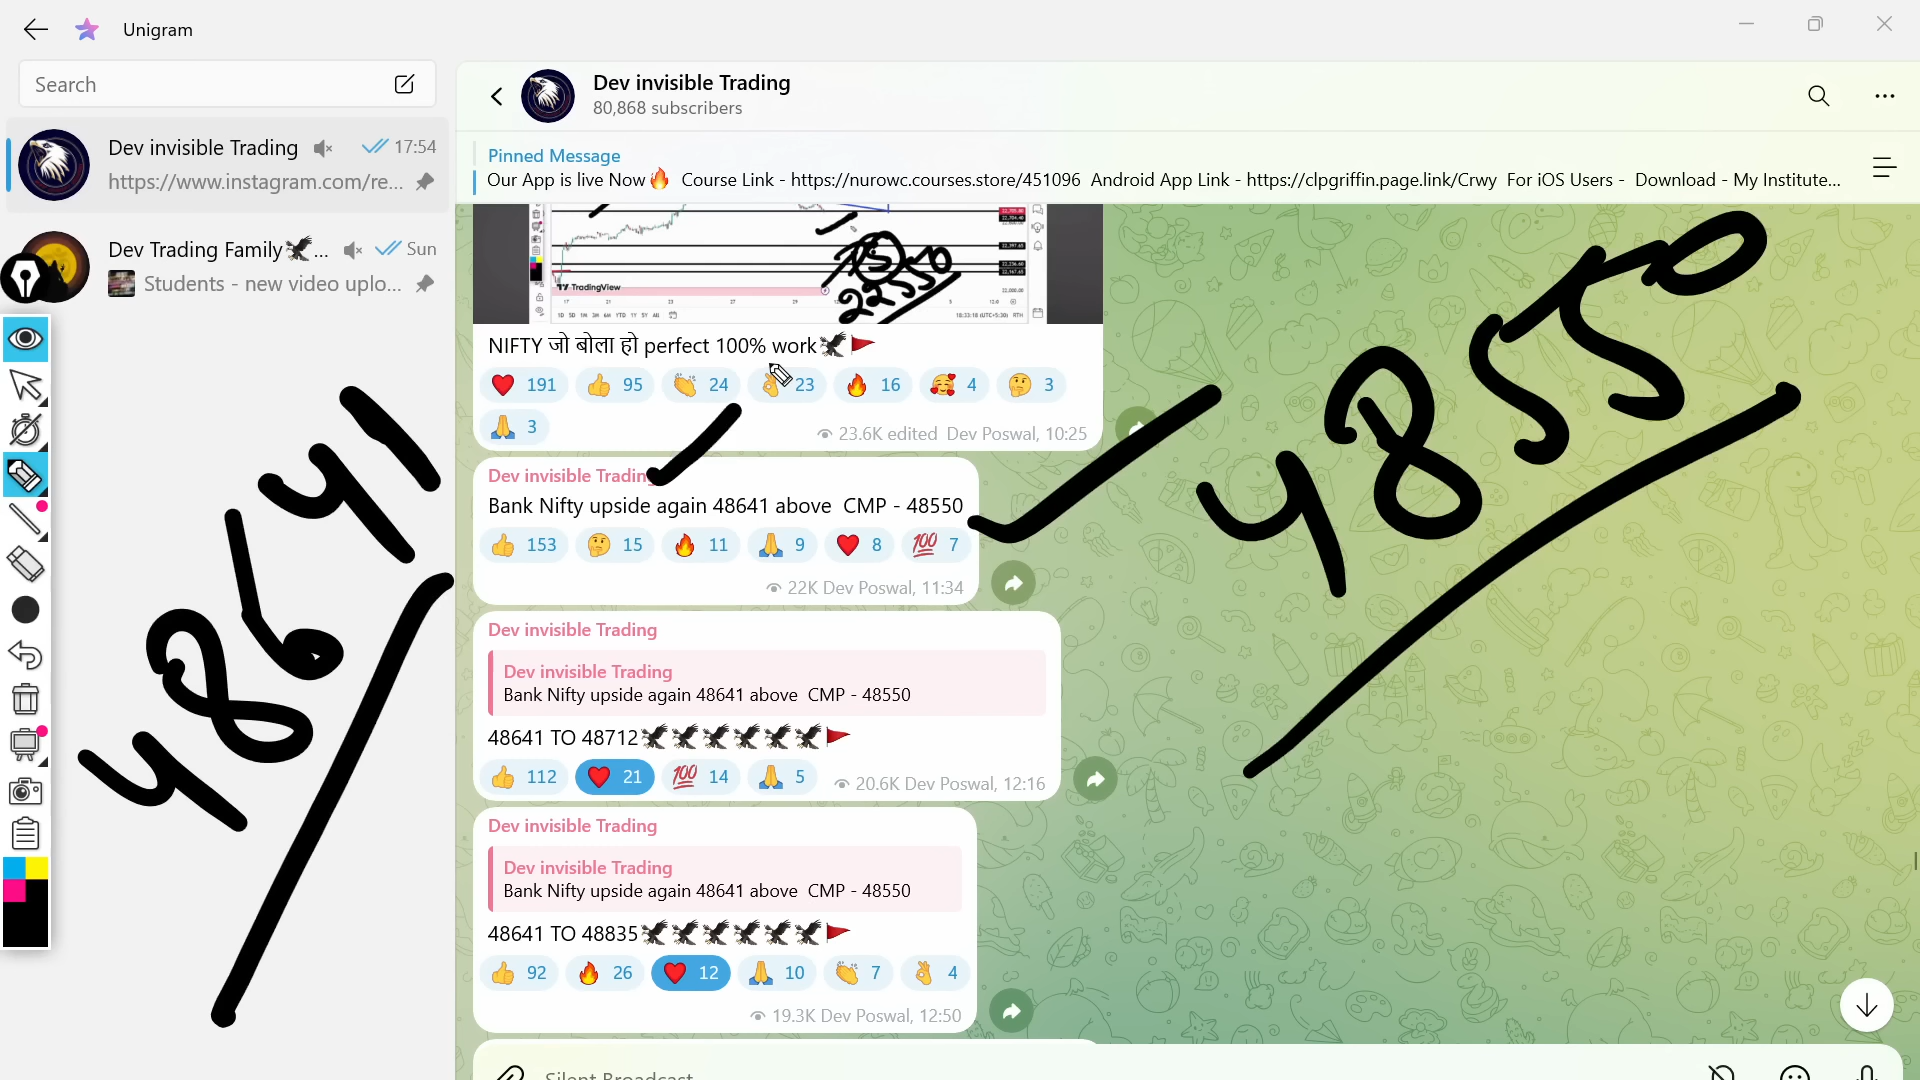 Unigram
Search
Dev invisible Trading 17:54
https://www.instagram.com/re...
Dev Trading Family... Sun
Students - new video uplo...
Dev invisible Trading
80,868 subscribers
Pinned Message
Our App is live Now🔥 Course Link - https://nurowc.courses.store/451096 Android App Link - https://clpgriffin.page.link/Crwy For iOS Users - Download - My Institute...
TradingView
22550
NIFTY जो बोला हो perfect 100% work
❤️ 191 👍 95 👏 24 👌 23 🔥 16 🥰 4 🤔 3
🙏 3
23.6K edited Dev Poswal, 10:25
Dev invisible Trading
Bank Nifty upside again 48641 above CMP - 48550
👍 153 🤔 15 🔥 11 🙏 9 ❤️ 8 💯 7
22K Dev Poswal, 11:34
Dev invisible Trading
Dev invisible Trading
Bank Nifty upside again 48641 above CMP - 48550
48641 TO 48712
👍 112 ❤️ 21 💯 14 🙏 5 20.6K Dev Poswal, 12:16
Dev invisible Trading
Dev invisible Trading
Bank Nifty upside again 48641 above CMP - 48550
48641 TO 48835
👍 92 🔥 26 ❤️ 12 🙏 10 👏 7 👌 4
19.3K Dev Poswal, 12:50
Silent Broadcast
48641
48550